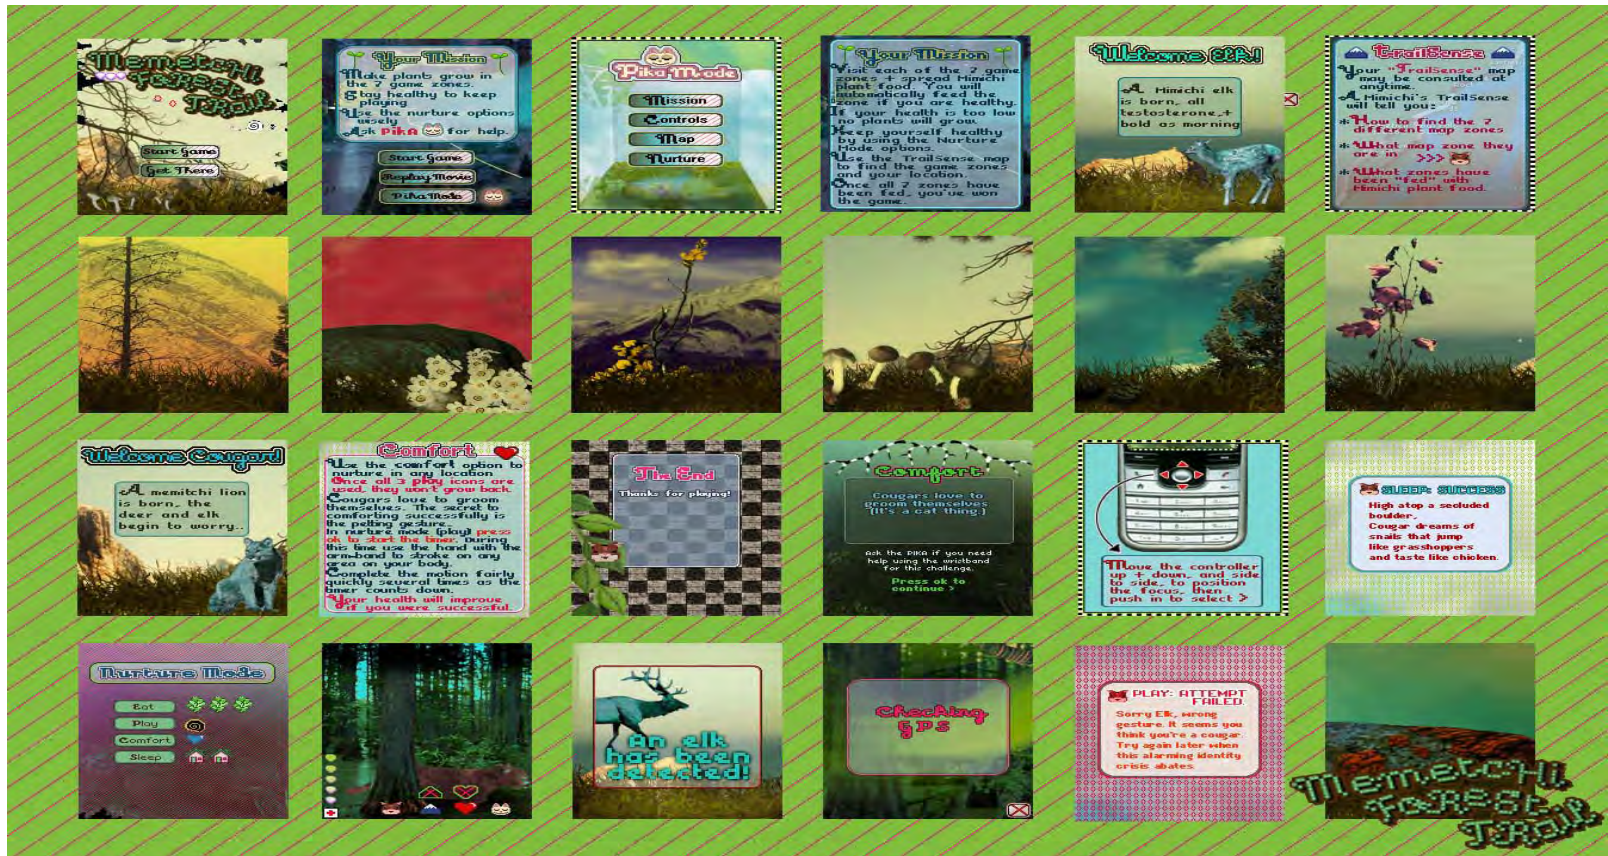 Memetchi
Forest
Trail
Start Game
Get There
Your Mission
Make plants grow in
the 7 game zones.
Stay healthy to keep
playing.
Use the nurture options
wisely
Ask PIKA for help.
Start Game
Replay Movie
Pika Mode
Pika Mode
Mission
Controls
Map
Nurture
Your Mission
Visit each of the 7 game
zones + spread Himichi
plant food. You will
automatically feed the
zone if you are healthy.
If your health is too low
no plants will grow.
Keep yourself healthy
by using the Nurture
Mode options.
Use the TrailSense map
to find the game zones
and your location.
Once all 7 zones have
been fed, you've won
the game.
Welcome Elk!
A Himichi elk
is born, all
testosterone,+
bold as morning
TrailSense
Your "TrailSense" map
may be consulted at
anytime.
A Himichi's TrailSense
will tell you:
* How to find the 7
different map zones
* What map zone they
are in >>>
* What zones have
been "fed" with
Himichi plant food.
Welcome Cougar!
A memitchi lion
is born, the
deer and elk
begin to worry..
Comfort
Use the comfort option to
nurture in any location
Once all 3 play icons are
used, they won't grow back.
Cougars love to groom
themselves. The secret to
comforting successfully is
the petting gesture.
In nurture mode (play) press
ok to start the timer. During
this time use the hand with the
arm-band to stroke on any
area on your body.
Complete the motion fairly
quickly several times as the
timer counts down.
Your health will improve
if you were successful.
The End
Thanks for playing!
Comfort
Cougars love to
groom themselves
(It's a cat thing.)
Ask the PIKA if you need
help using the wristband
for this challenge.
Press ok to
continue >
Move the controller
up + down, and side
to side, to position
the focus, then
push in to select >
SLEEP: SUCCESS
High atop a secluded
boulder,
Cougar dreams of
snails that jump
like grasshoppers
and taste like chicken.
Nurture Mode
Eat
Play
Comfort
Sleep
An elk
has been
detected!
Checking
GPS
PLAY: ATTEMPT
FAILED.
Sorry Elk, wrong
gesture. It seems you
think you're a cougar.
Try again later when
this alarming identity
crisis abates.
Memetchi
Forest
Trail